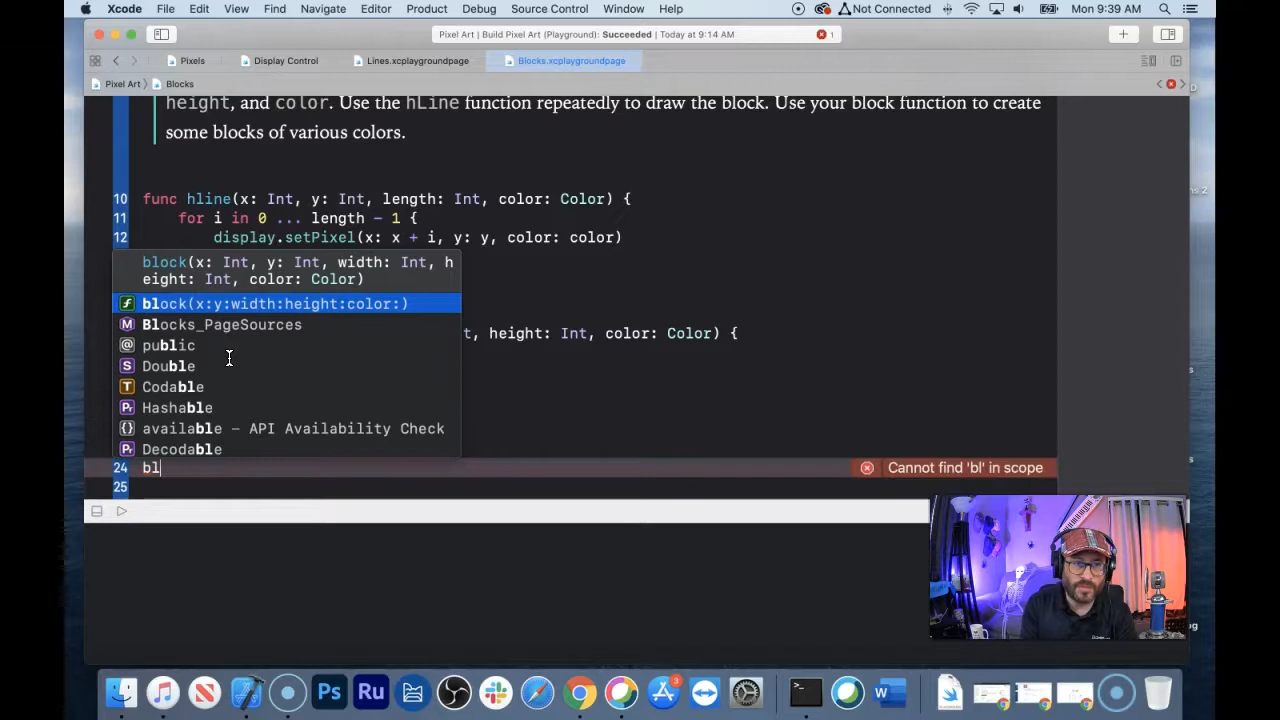 Xcode File Edit View Find Navigate Editor Product Debug Source Control Window Help Not Connected Mon 9:39 AM
Pixel Art | Build Pixel Art (Playground): Succeeded | Today at 9:14 AM 1
Pixels Display Control Lines.xcplaygroundpage Blocks.xcplaygroundpage
Pixel Art Blocks
height, and color. Use the hLine function repeatedly to draw the block. Use your block function to create
some blocks of various colors.
10 func hline(x: Int, y: Int, length: Int, color: Color) {
11 for i in 0 ... length - 1 {
12 display.setPixel(x: x + i, y: y, color: color)
block(x: Int, y: Int, width: Int, h
eight: Int, color: Color)
block(x:y:width:height:color:)
Blocks_PageSources
t, height: Int, color: Color) {
public
Double
Codable
Hashable
available – API Availability Check
Decodable
24 bl Cannot find 'bl' in scope
25
Ps Ru 3 W